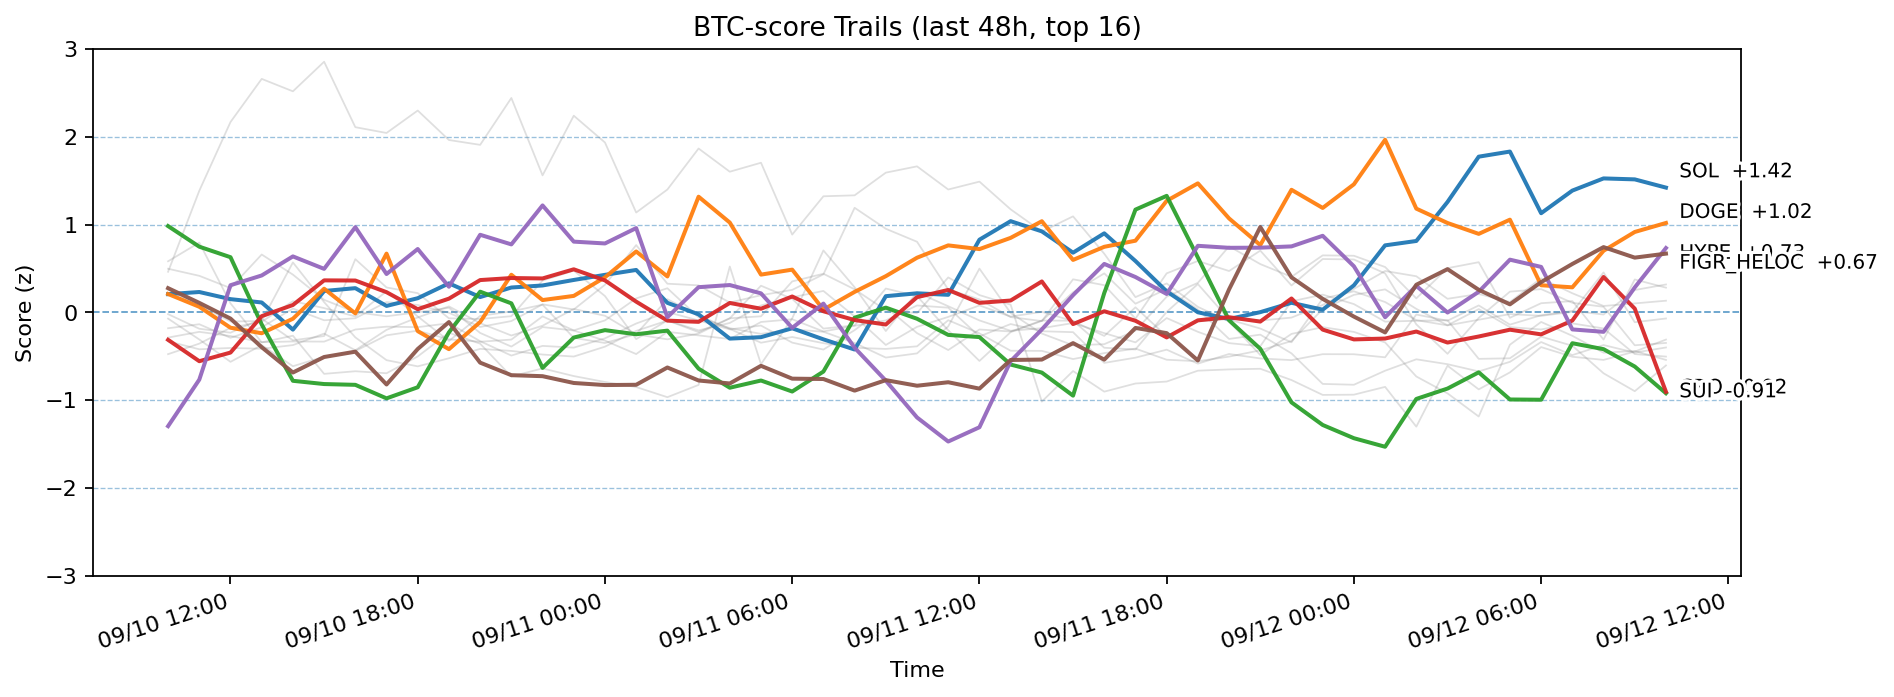 BTC-score Trails (last 48h, top 16)
Score (z)
3
2
1
0
−1
−2
−3
SOL +1.42
DOGE +1.02
HYPE +0.73
FIGR_HELOC +0.67
SUI -0.91
09/10 12:00
09/10 18:00
09/11 00:00
09/11 06:00
09/11 12:00
09/11 18:00
09/12 00:00
09/12 06:00
09/12 12:00
Time